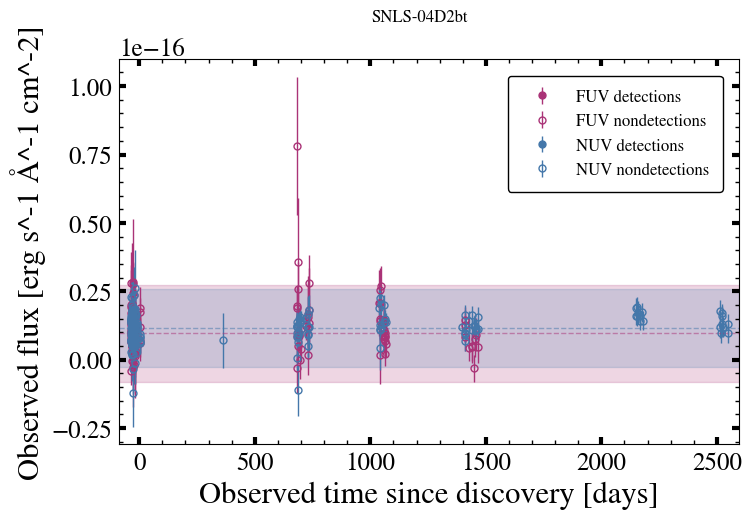 SNLS-04D2bt
1e−16
1.00
0.75
0.50
0.25
0.00
−0.25
0
500
1000
1500
2000
2500
Observed time since discovery [days]
Observed flux [erg s^-1 Å^-1 cm^-2]
FUV detections
FUV nondetections
NUV detections
NUV nondetections